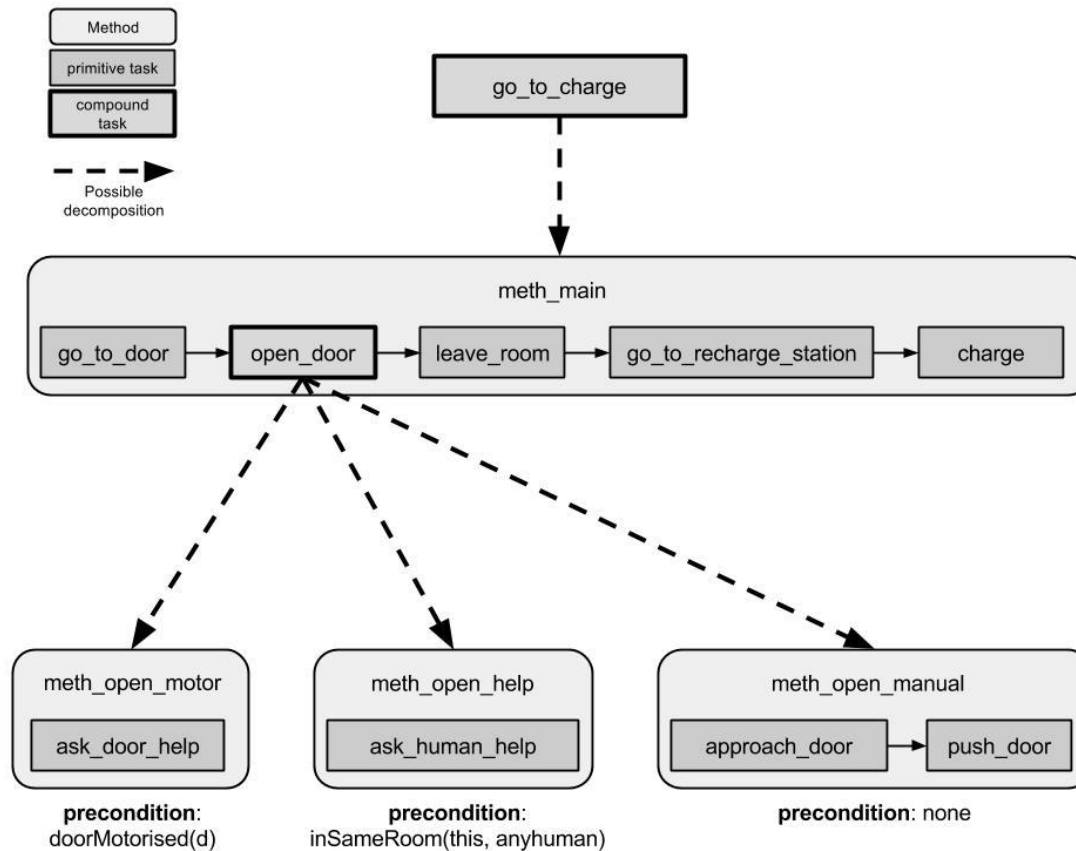 Method
primitive task
compound
task
Possible
decomposition
go_to_charge
meth_main
go_to_door
open_door
leave_room
go_to_recharge_station
charge
meth_open_motor
ask_door_help
precondition:
doorMotorised(d)
meth_open_help
ask_human_help
precondition:
inSameRoom(this, anyhuman)
meth_open_manual
approach_door
push_door
precondition: none